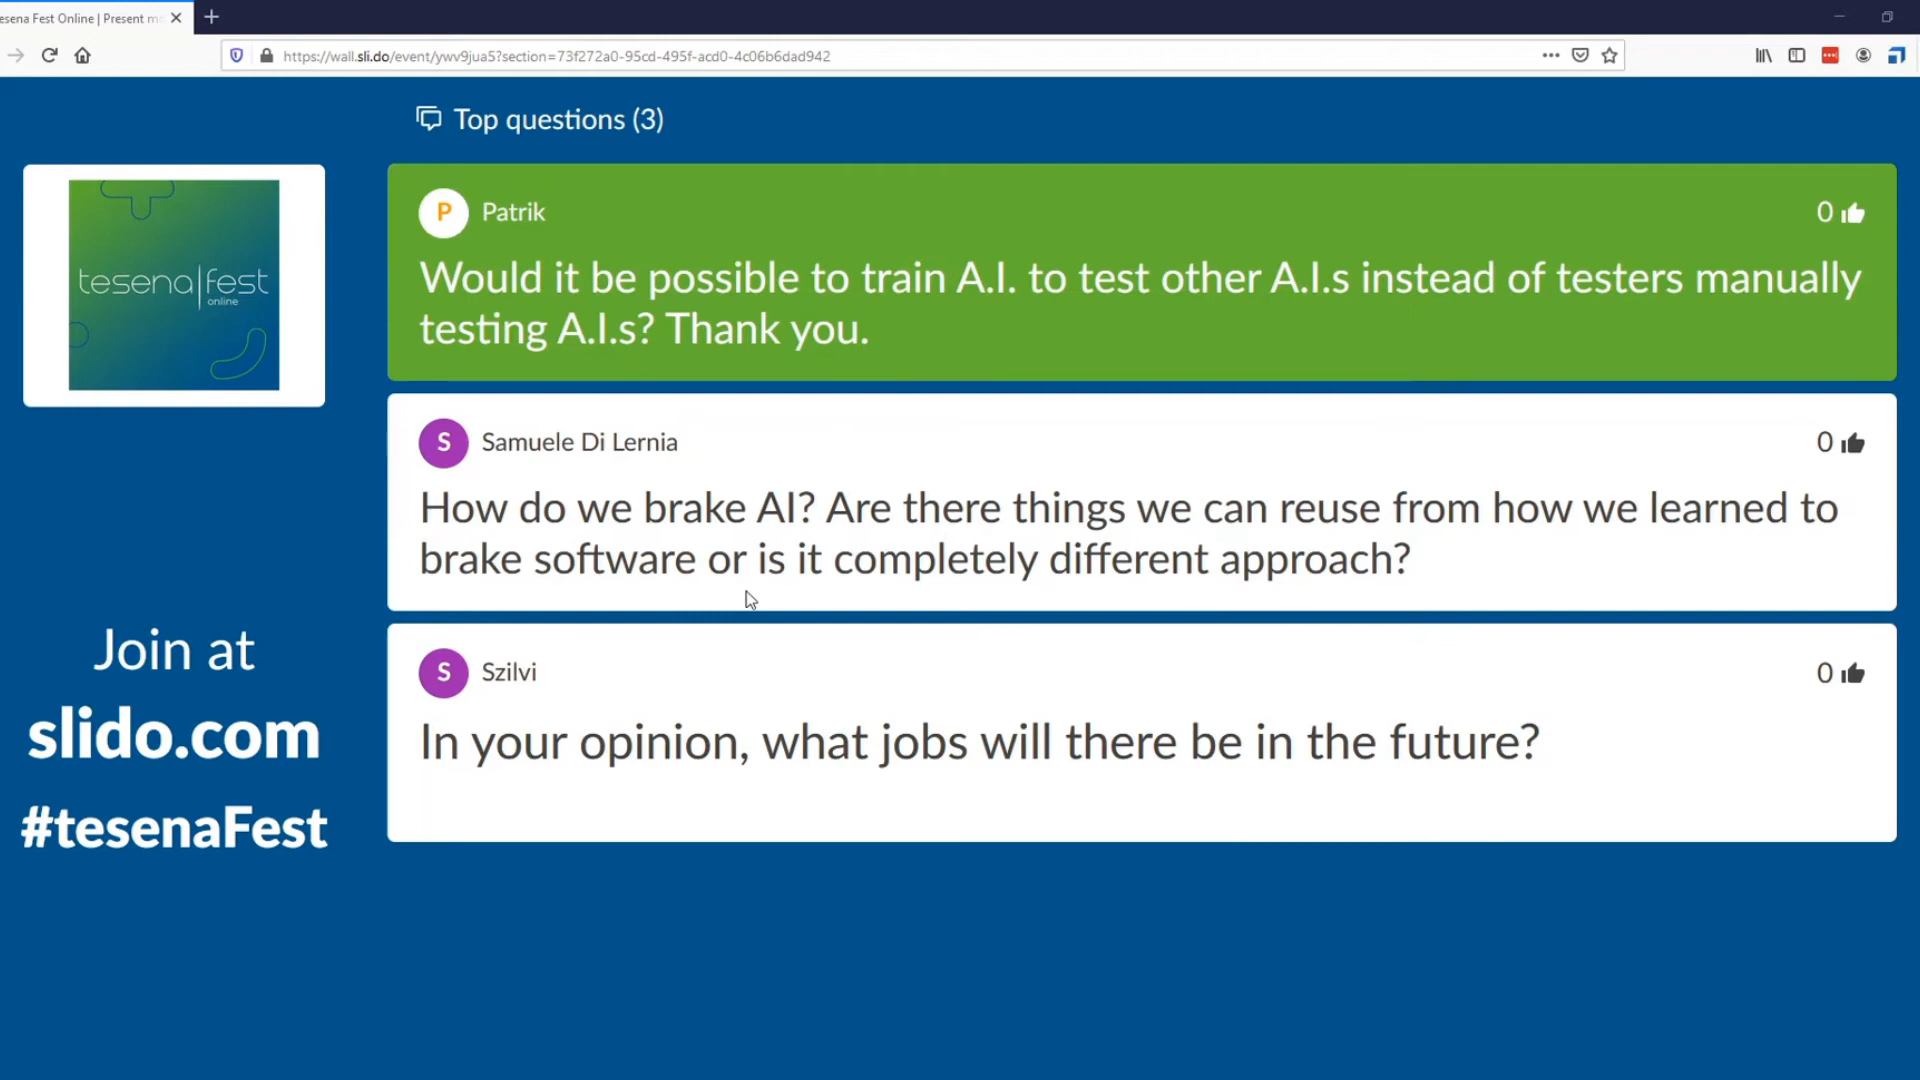 esena Fest Online | Present m
https://wall.sli.do/event/ywv9jua5?section=73f272a0-95cd-495f-acd0-4c06b6dad942
Top questions (3)
tesena|fest
online
P
Patrik
0
Would it be possible to train A.I. to test other A.I.s instead of testers manually
testing A.I.s? Thank you.
S
Samuele Di Lernia
0
How do we brake AI? Are there things we can reuse from how we learned to
brake software or is it completely different approach?
S
Szilvi
0
In your opinion, what jobs will there be in the future?
Join at
slido.com
#tesenaFest